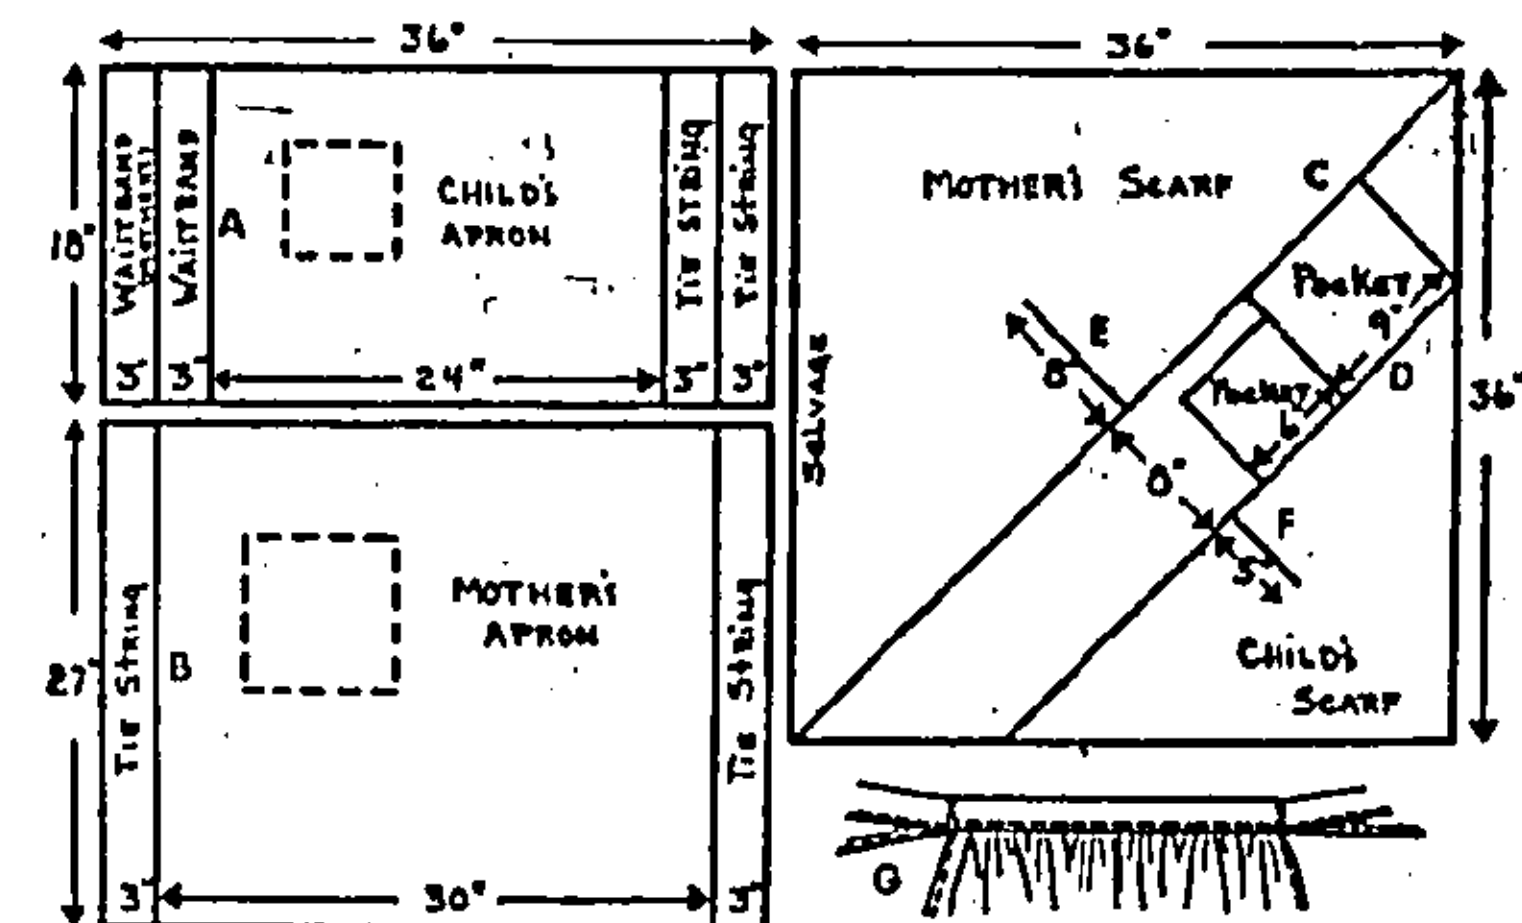 36"
18"
WAISTBAND
WAISTBAND
A
CHILD'S
APRON
TIE STRING
TIE STRING
3"
3"
24"
3"
3"
27"
TIE STRING
B
MOTHER'S
APRON
TIE STRING
3"
30"
3"
36"
MOTHER'S SCARF
C
SELVAGE
E
8"
POCKET
9"
D
36"
POCKET
6"
8"
F
5"
CHILD'S
SCARF
G